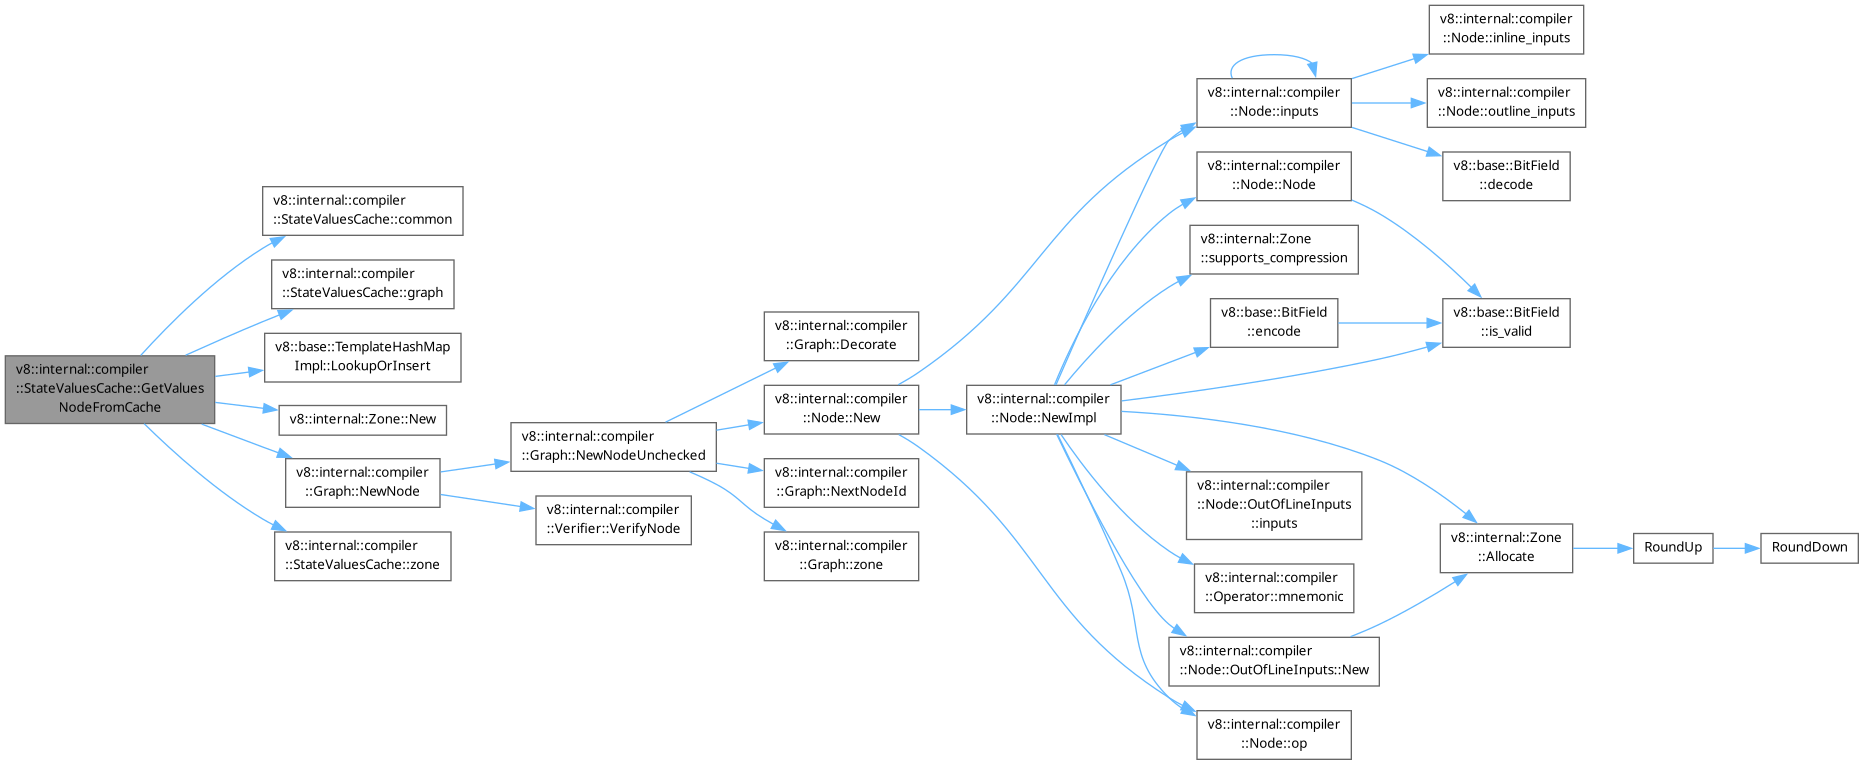 v8::internal::compiler
::StateValuesCache::GetValues
NodeFromCache
v8::internal::compiler
::StateValuesCache::common
v8::internal::compiler
::StateValuesCache::graph
v8::base::TemplateHashMap
Impl::LookupOrInsert
v8::internal::Zone::New
v8::internal::compiler
::Graph::NewNode
v8::internal::compiler
::StateValuesCache::zone
v8::internal::compiler
::Graph::NewNodeUnchecked
v8::internal::compiler
::Verifier::VerifyNode
v8::internal::compiler
::Graph::Decorate
v8::internal::compiler
::Node::New
v8::internal::compiler
::Graph::NextNodeId
v8::internal::compiler
::Graph::zone
v8::internal::compiler
::Node::NewImpl
v8::internal::compiler
::Node::inputs
v8::internal::compiler
::Node::Node
v8::internal::Zone
::supports_compression
v8::base::BitField
::encode
v8::internal::compiler
::Node::OutOfLineInputs
::inputs
v8::internal::compiler
::Operator::mnemonic
v8::internal::compiler
::Node::OutOfLineInputs::New
v8::internal::compiler
::Node::op
v8::internal::compiler
::Node::inline_inputs
v8::internal::compiler
::Node::outline_inputs
v8::base::BitField
::decode
v8::base::BitField
::is_valid
v8::internal::Zone
::Allocate
RoundUp
RoundDown